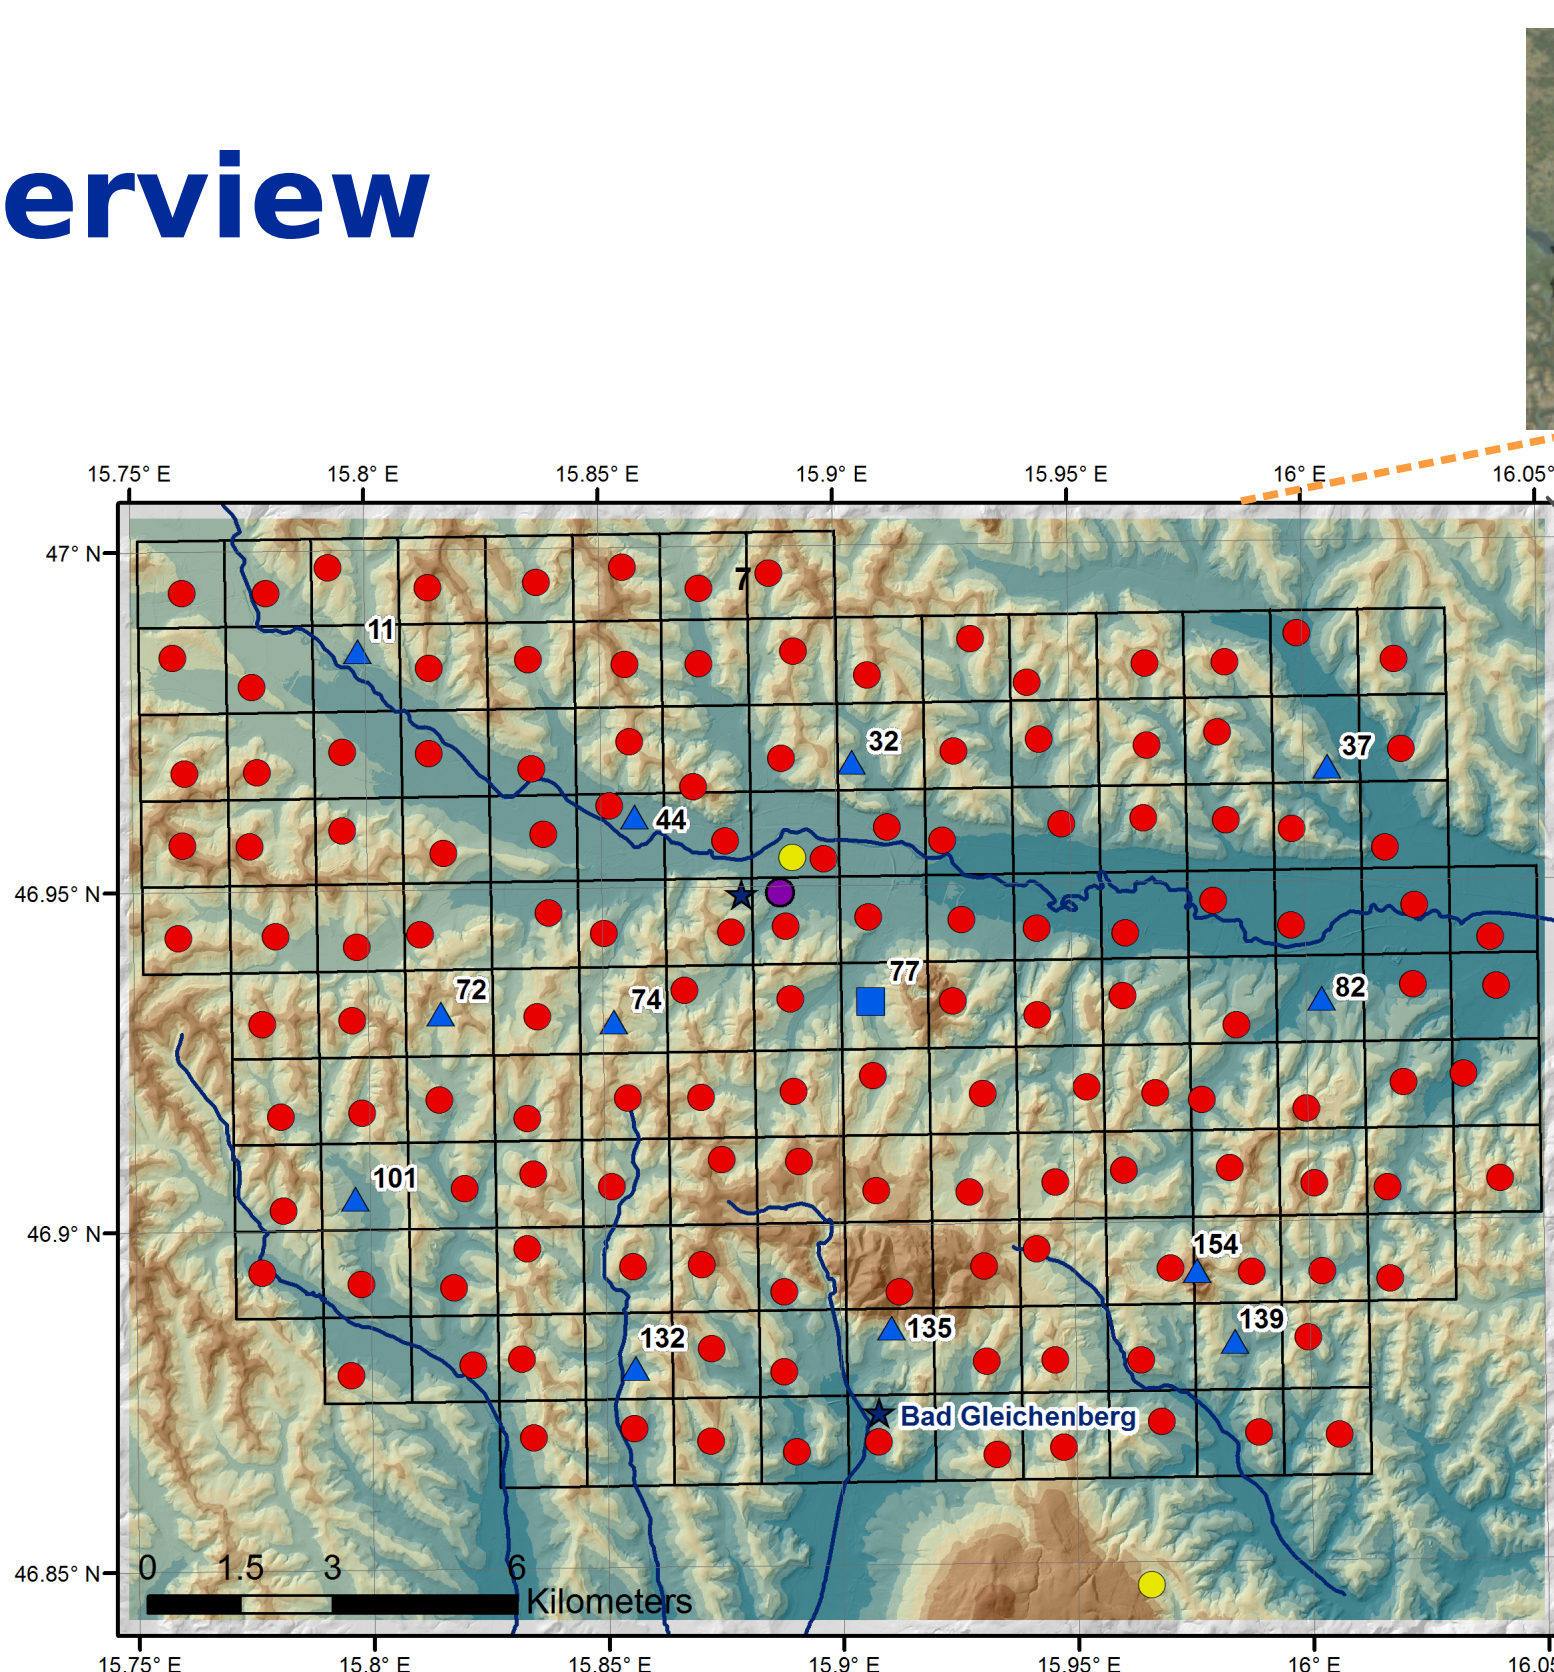 erview
15.75° E 15.8° E 15.85° E 15.9° E 15.95° E 16° E 16.05°
47° N
7
11
32
37
44
46.95° N
77
72
74
82
101
46.9° N
154
139
135
132
Bad Gleichenberg
0 1.5 3 6
Kilometers
46.85° N
15.75° E 15.8° E 15.85° E 15.9° E 15.95° E 16° E 16.05